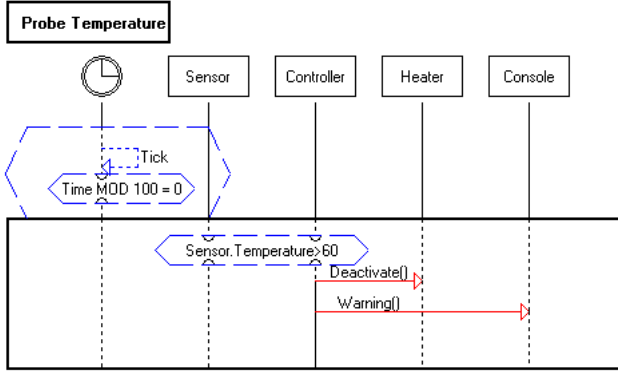 Probe Temperature
Sensor
Controller
Heater
Console
Tick
Time MOD 100 = 0
Sensor.Temperature>60
Deactivate()
Warning()